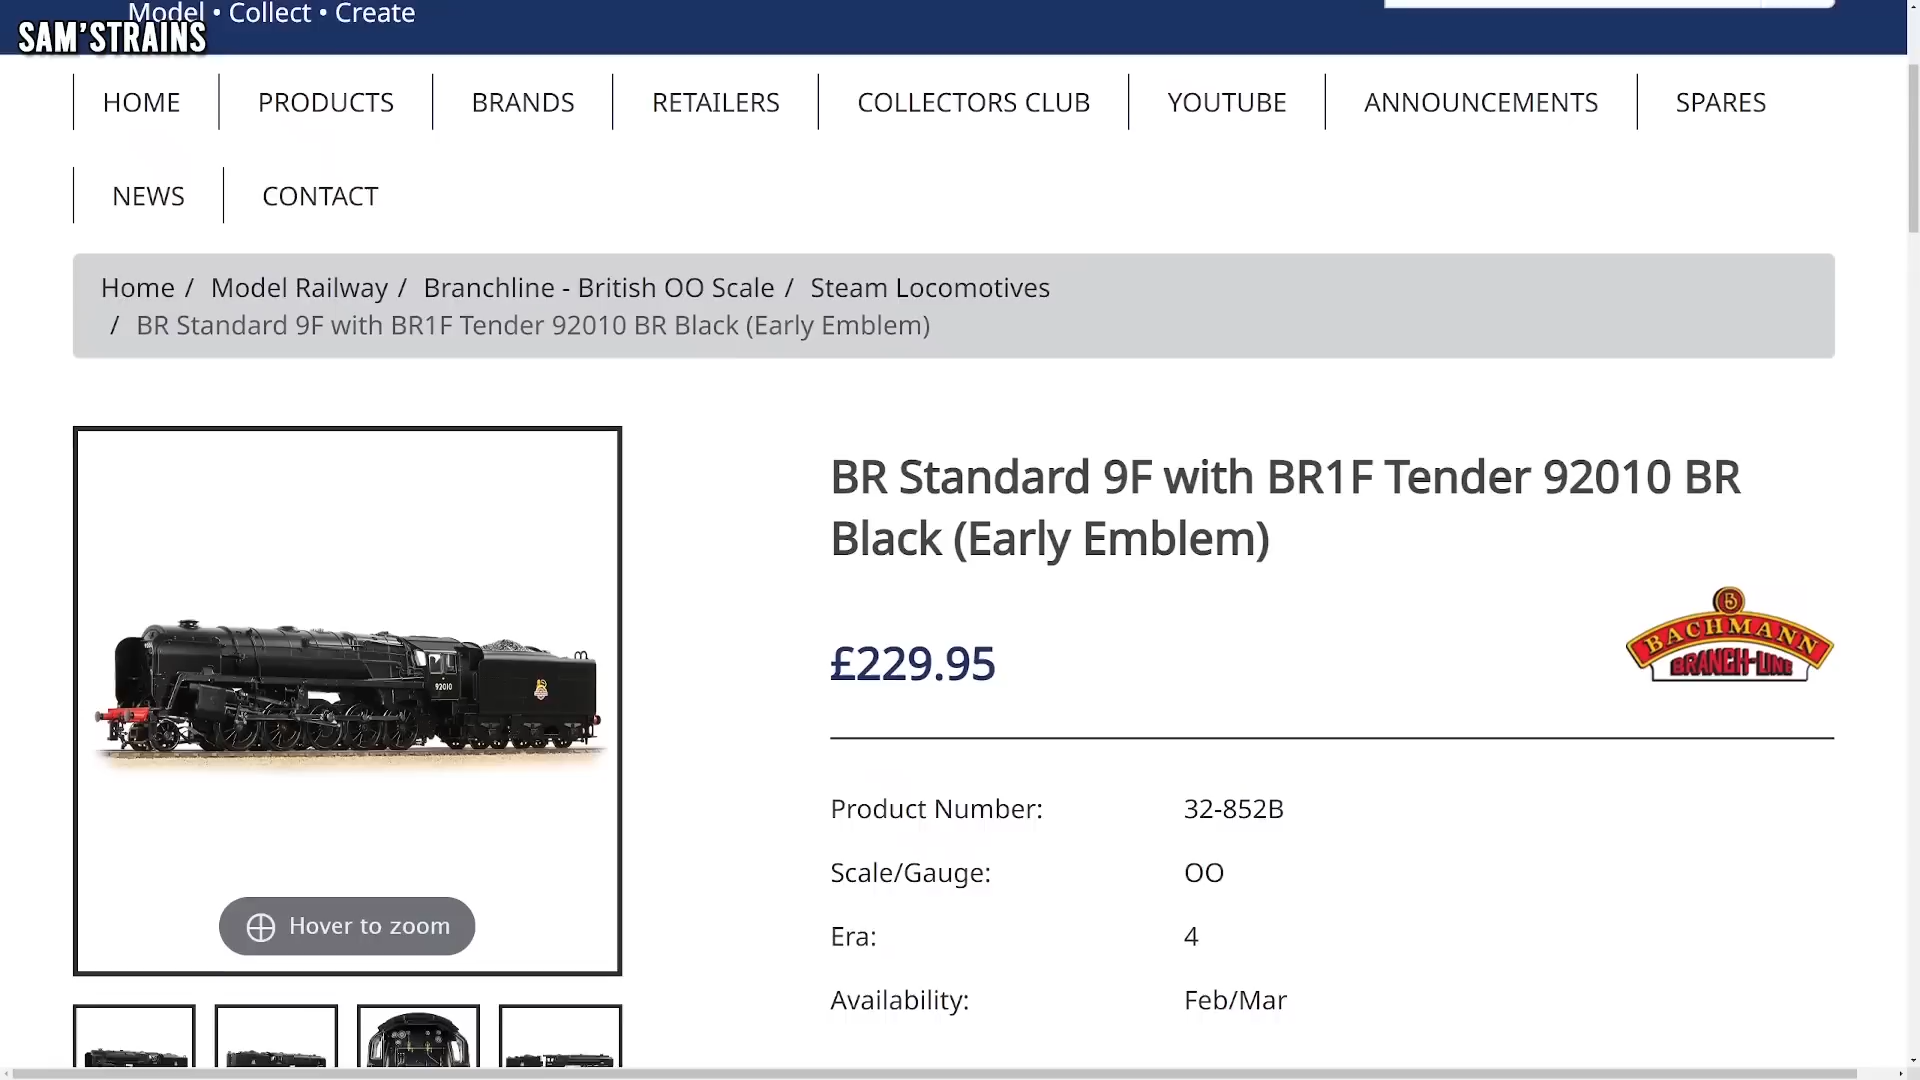 Model • Collect • Create
SAM'STRAINS
HOME
PRODUCTS
BRANDS
RETAILERS
COLLECTORS CLUB
YOUTUBE
ANNOUNCEMENTS
SPARES
NEWS
CONTACT
Home / Model Railway / Branchline - British OO Scale / Steam Locomotives
/ BR Standard 9F with BR1F Tender 92010 BR Black (Early Emblem)
BR Standard 9F with BR1F Tender 92010 BR
Black (Early Emblem)
BACHMANN
BRANCH-LINE
£229.95
92010
Product Number: 32-852B
Scale/Gauge: OO
Era: 4
Availability: Feb/Mar
Hover to zoom